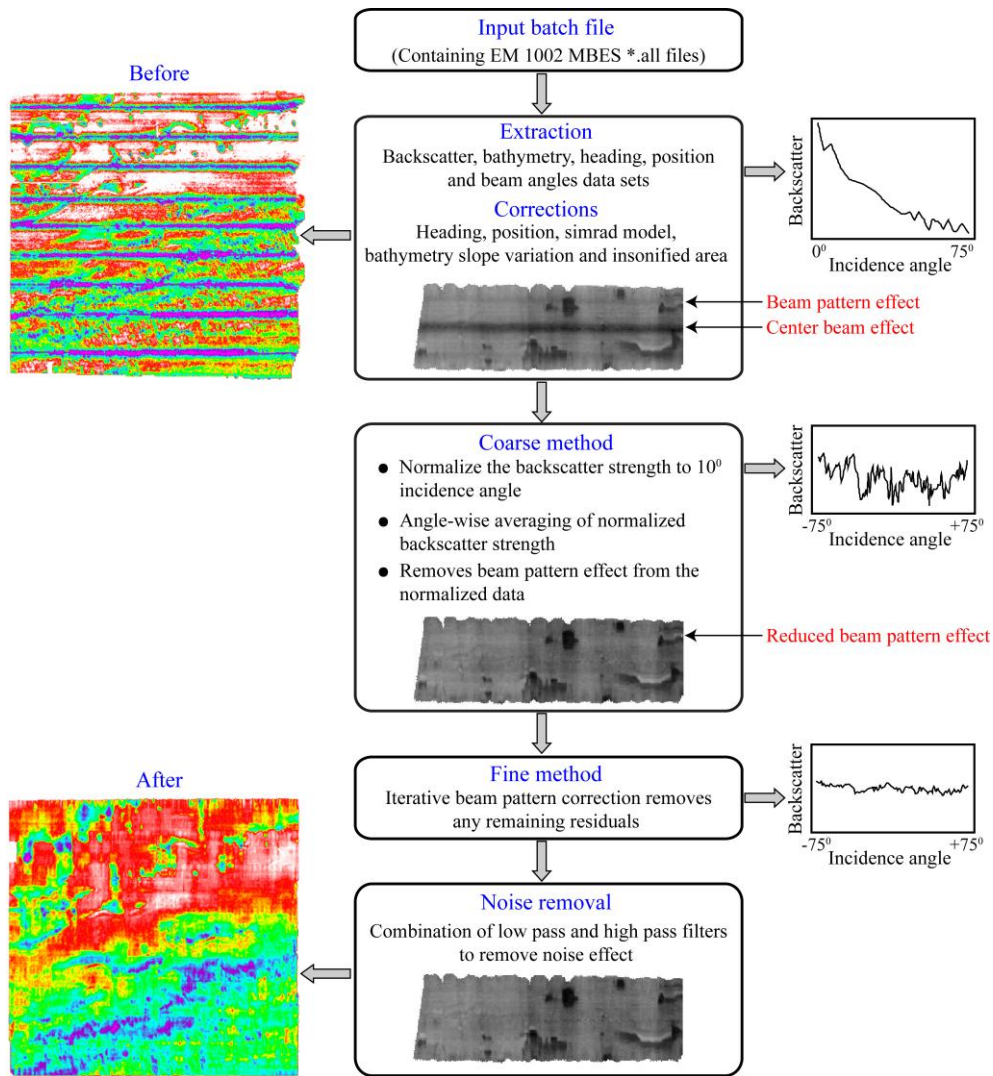 Input batch file
(Containing EM 1002 MBES *.all files)
Before
Extraction
Backscatter, bathymetry, heading, position
and beam angles data sets
Corrections
Heading, position, simrad model,
bathymetry slope variation and insonified area
Backscatter
0⁰ 75⁰
Incidence angle
Beam pattern effect
Center beam effect
Coarse method
● Normalize the backscatter strength to 10⁰
incidence angle
● Angle-wise averaging of normalized
backscatter strength
● Removes beam pattern effect from the
normalized data
Backscatter
-75⁰ +75⁰
Incidence angle
Reduced beam pattern effect
Fine method
Iterative beam pattern correction removes
any remaining residuals
Backscatter
-75⁰ +75⁰
Incidence angle
After
Noise removal
Combination of low pass and high pass filters
to remove noise effect